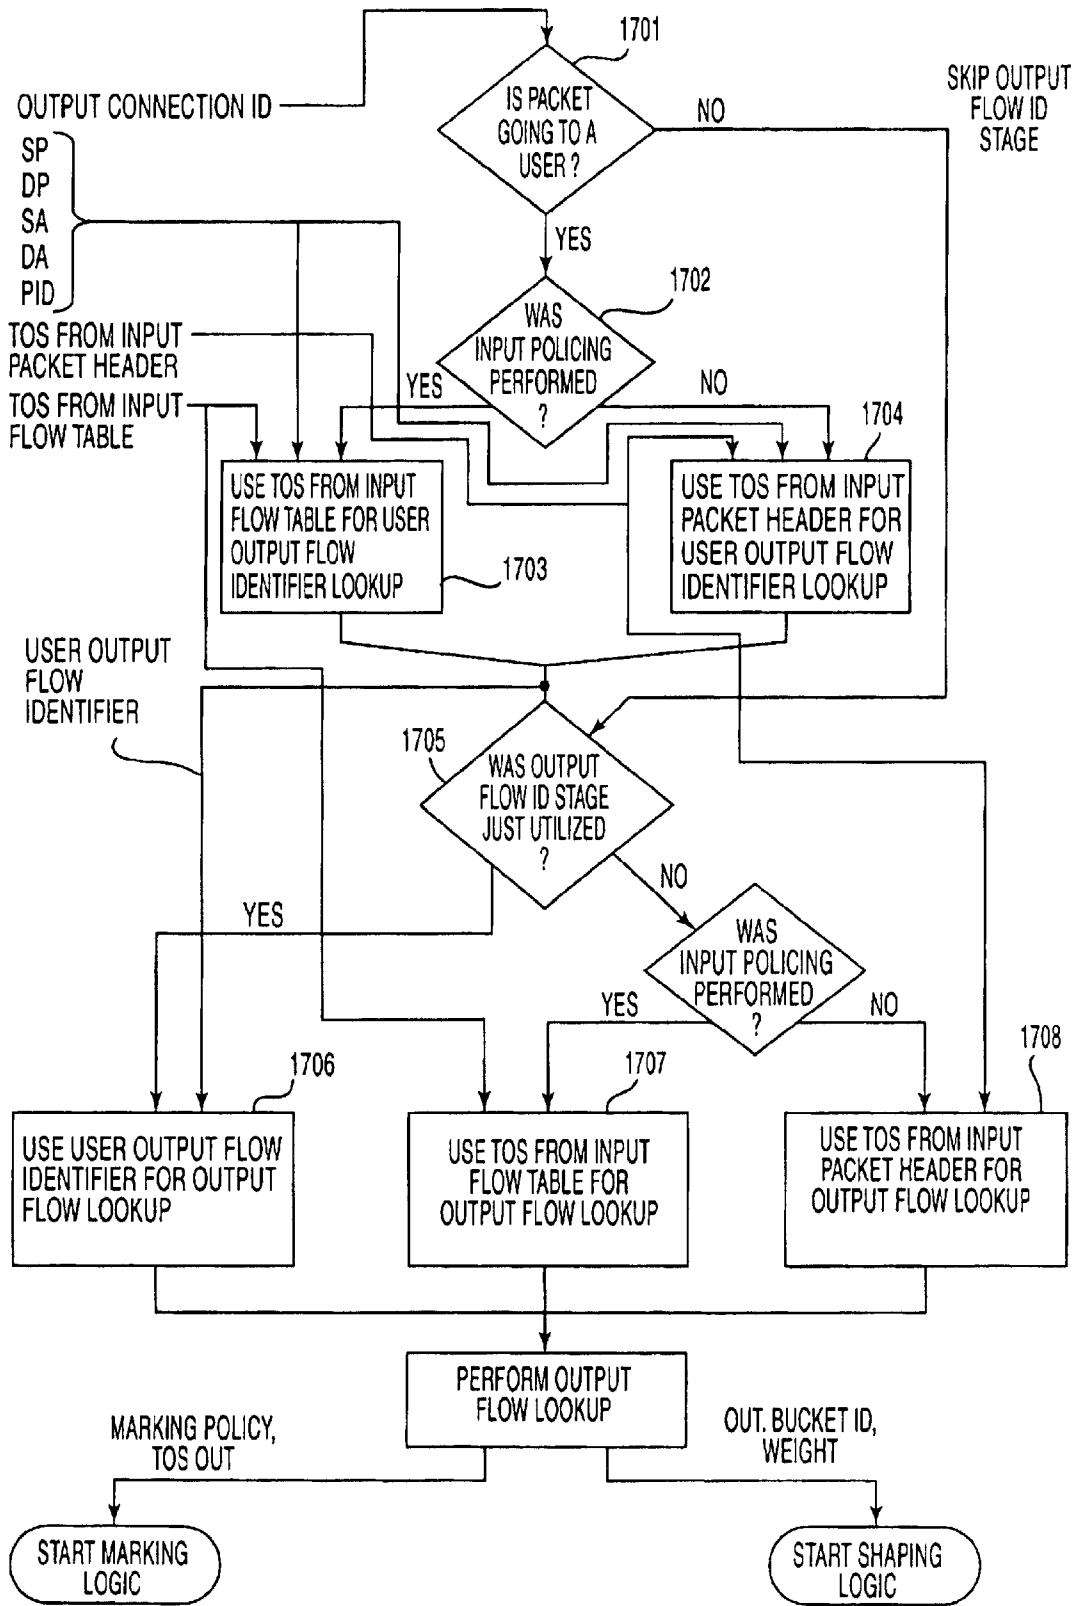 1701
SKIP OUTPUT
FLOW ID
STAGE
OUTPUT CONNECTION ID
IS PACKET
GOING TO A
USER ?
NO
SP
DP
SA
DA
PID
YES
1702
TOS FROM INPUT
PACKET HEADER
WAS
INPUT POLICING
PERFORMED
?
YES
NO
TOS FROM INPUT
FLOW TABLE
1704
USE TOS FROM INPUT
FLOW TABLE FOR USER
OUTPUT FLOW
IDENTIFIER LOOKUP
1703
USE TOS FROM INPUT
PACKET HEADER FOR
USER OUTPUT FLOW
IDENTIFIER LOOKUP
USER OUTPUT
FLOW
IDENTIFIER
1705
WAS OUTPUT
FLOW ID STAGE
JUST UTILIZED
?
NO
YES
WAS
INPUT POLICING
PERFORMED
?
YES
NO
1706
1707
1708
USE USER OUTPUT FLOW
IDENTIFIER FOR OUTPUT
FLOW LOOKUP
USE TOS FROM INPUT
FLOW TABLE FOR
OUTPUT FLOW LOOKUP
USE TOS FROM INPUT
PACKET HEADER FOR
OUTPUT FLOW LOOKUP
PERFORM OUTPUT
FLOW LOOKUP
MARKING POLICY,
TOS OUT
OUT. BUCKET ID,
WEIGHT
START MARKING
LOGIC
START SHAPING
LOGIC